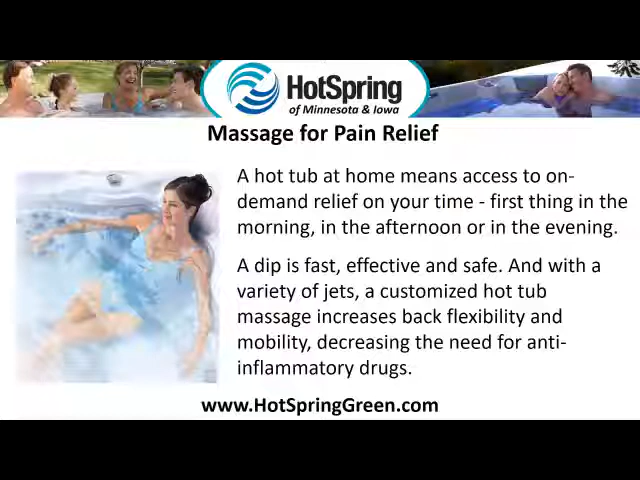 HotSpring
of Minnesota & Iowa
Massage for Pain Relief
A hot tub at home means access to on-
demand relief on your time - first thing in the
morning, in the afternoon or in the evening.
A dip is fast, effective and safe. And with a
variety of jets, a customized hot tub
massage increases back flexibility and
mobility, decreasing the need for anti-
inflammatory drugs.
www.HotSpringGreen.com